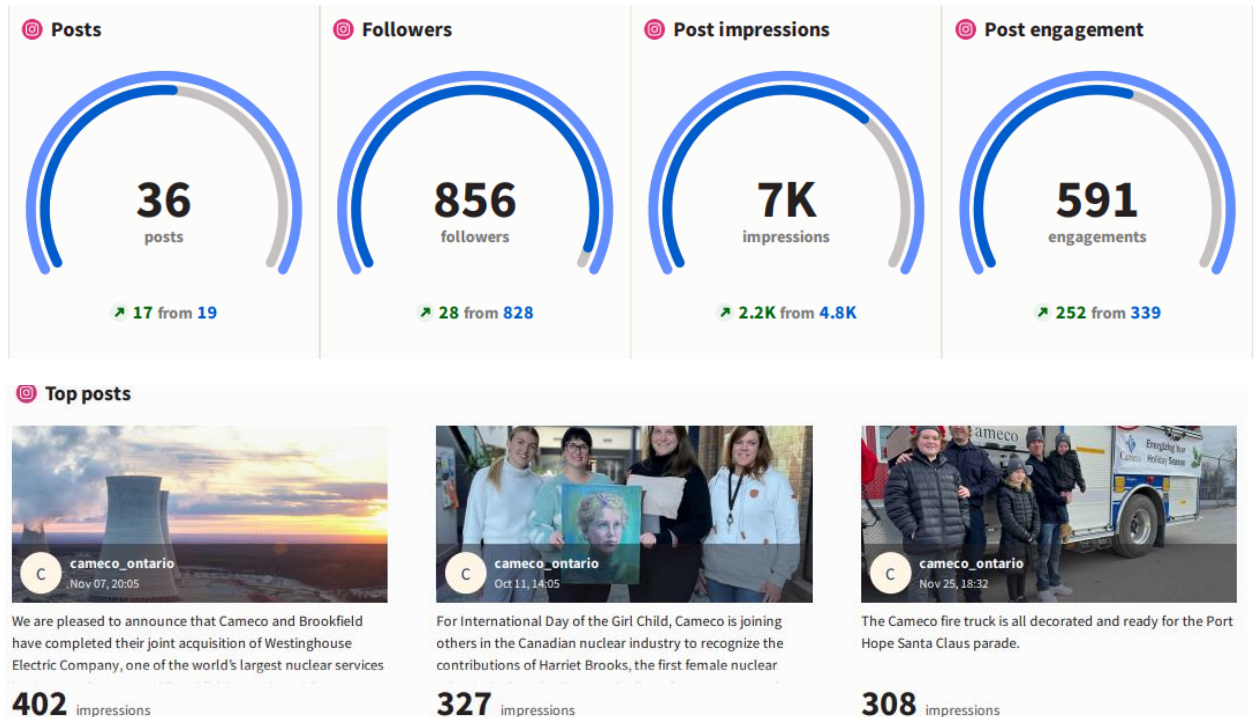 Posts
Followers
Post impressions
Post engagement
36
posts
856
followers
7K
impressions
591
engagements
17 from 19
28 from 828
2.2K from 4.8K
252 from 339
Top posts
C
cameco_ontario
Nov 07, 20:05
We are pleased to announce that Cameco and Brookfield
have completed their joint acquisition of Westinghouse
Electric Company, one of the world's largest nuclear services
402 impressions
C
cameco_ontario
Oct 11, 14:05
For International Day of the Girl Child, Cameco is joining
others in the Canadian nuclear industry to recognize the
contributions of Harriet Brooks, the first female nuclear
327 impressions
ameco
Cameco
Energizing Your
Holiday Season
C
cameco_ontario
Nov 25, 18:32
The Cameco fire truck is all decorated and ready for the Port
Hope Santa Claus parade.
308 impressions